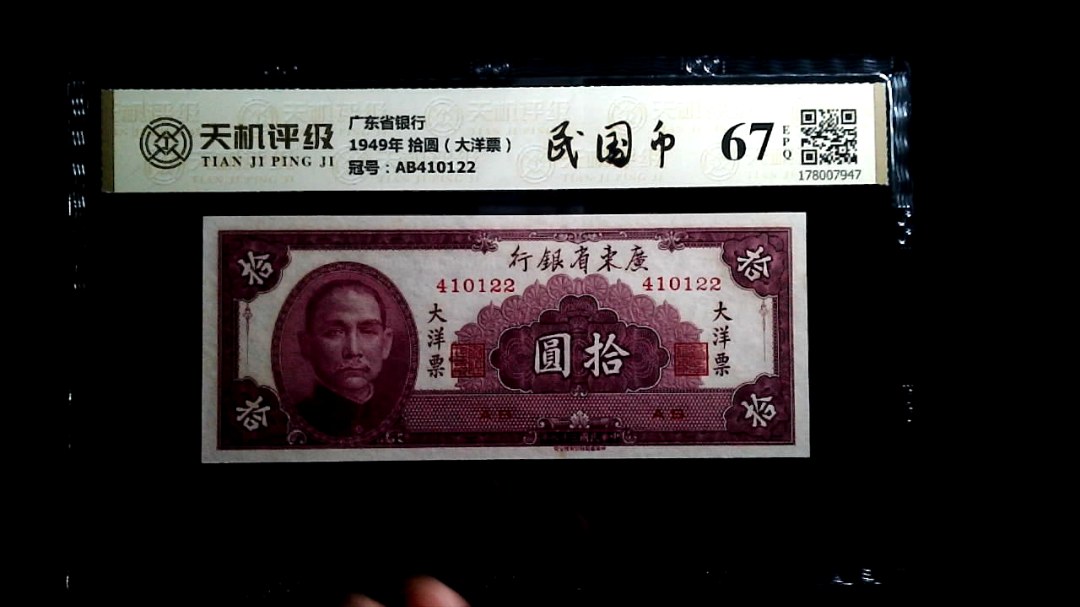 天机评级
TIAN JI PING JI
广东省银行
1949年 拾圆（大洋票）
冠号：AB410122
民国币
67
EPQ
178007947
行銀省東廣
410122
410122
拾
拾
大洋票
大洋票
圓拾
拾
拾
AB
AB